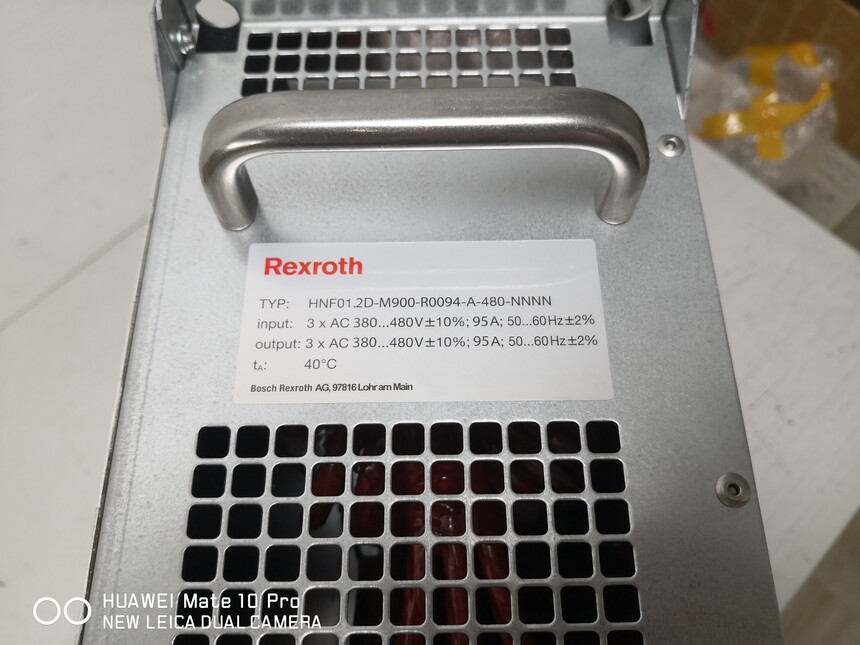 Rexroth
TYP: HNF01.2D-M900-R0094-A-480-NNNN
input: 3 x AC 380...480V±10%; 95A; 50...60Hz±2%
output: 3 x AC 380...480V±10%; 95A; 50...60Hz±2%
tA: 40°C
Bosch Rexroth AG, 97816 Lohr am Main
HUAWEI Mate 10 Pro
NEW LEICA DUAL CAMERA